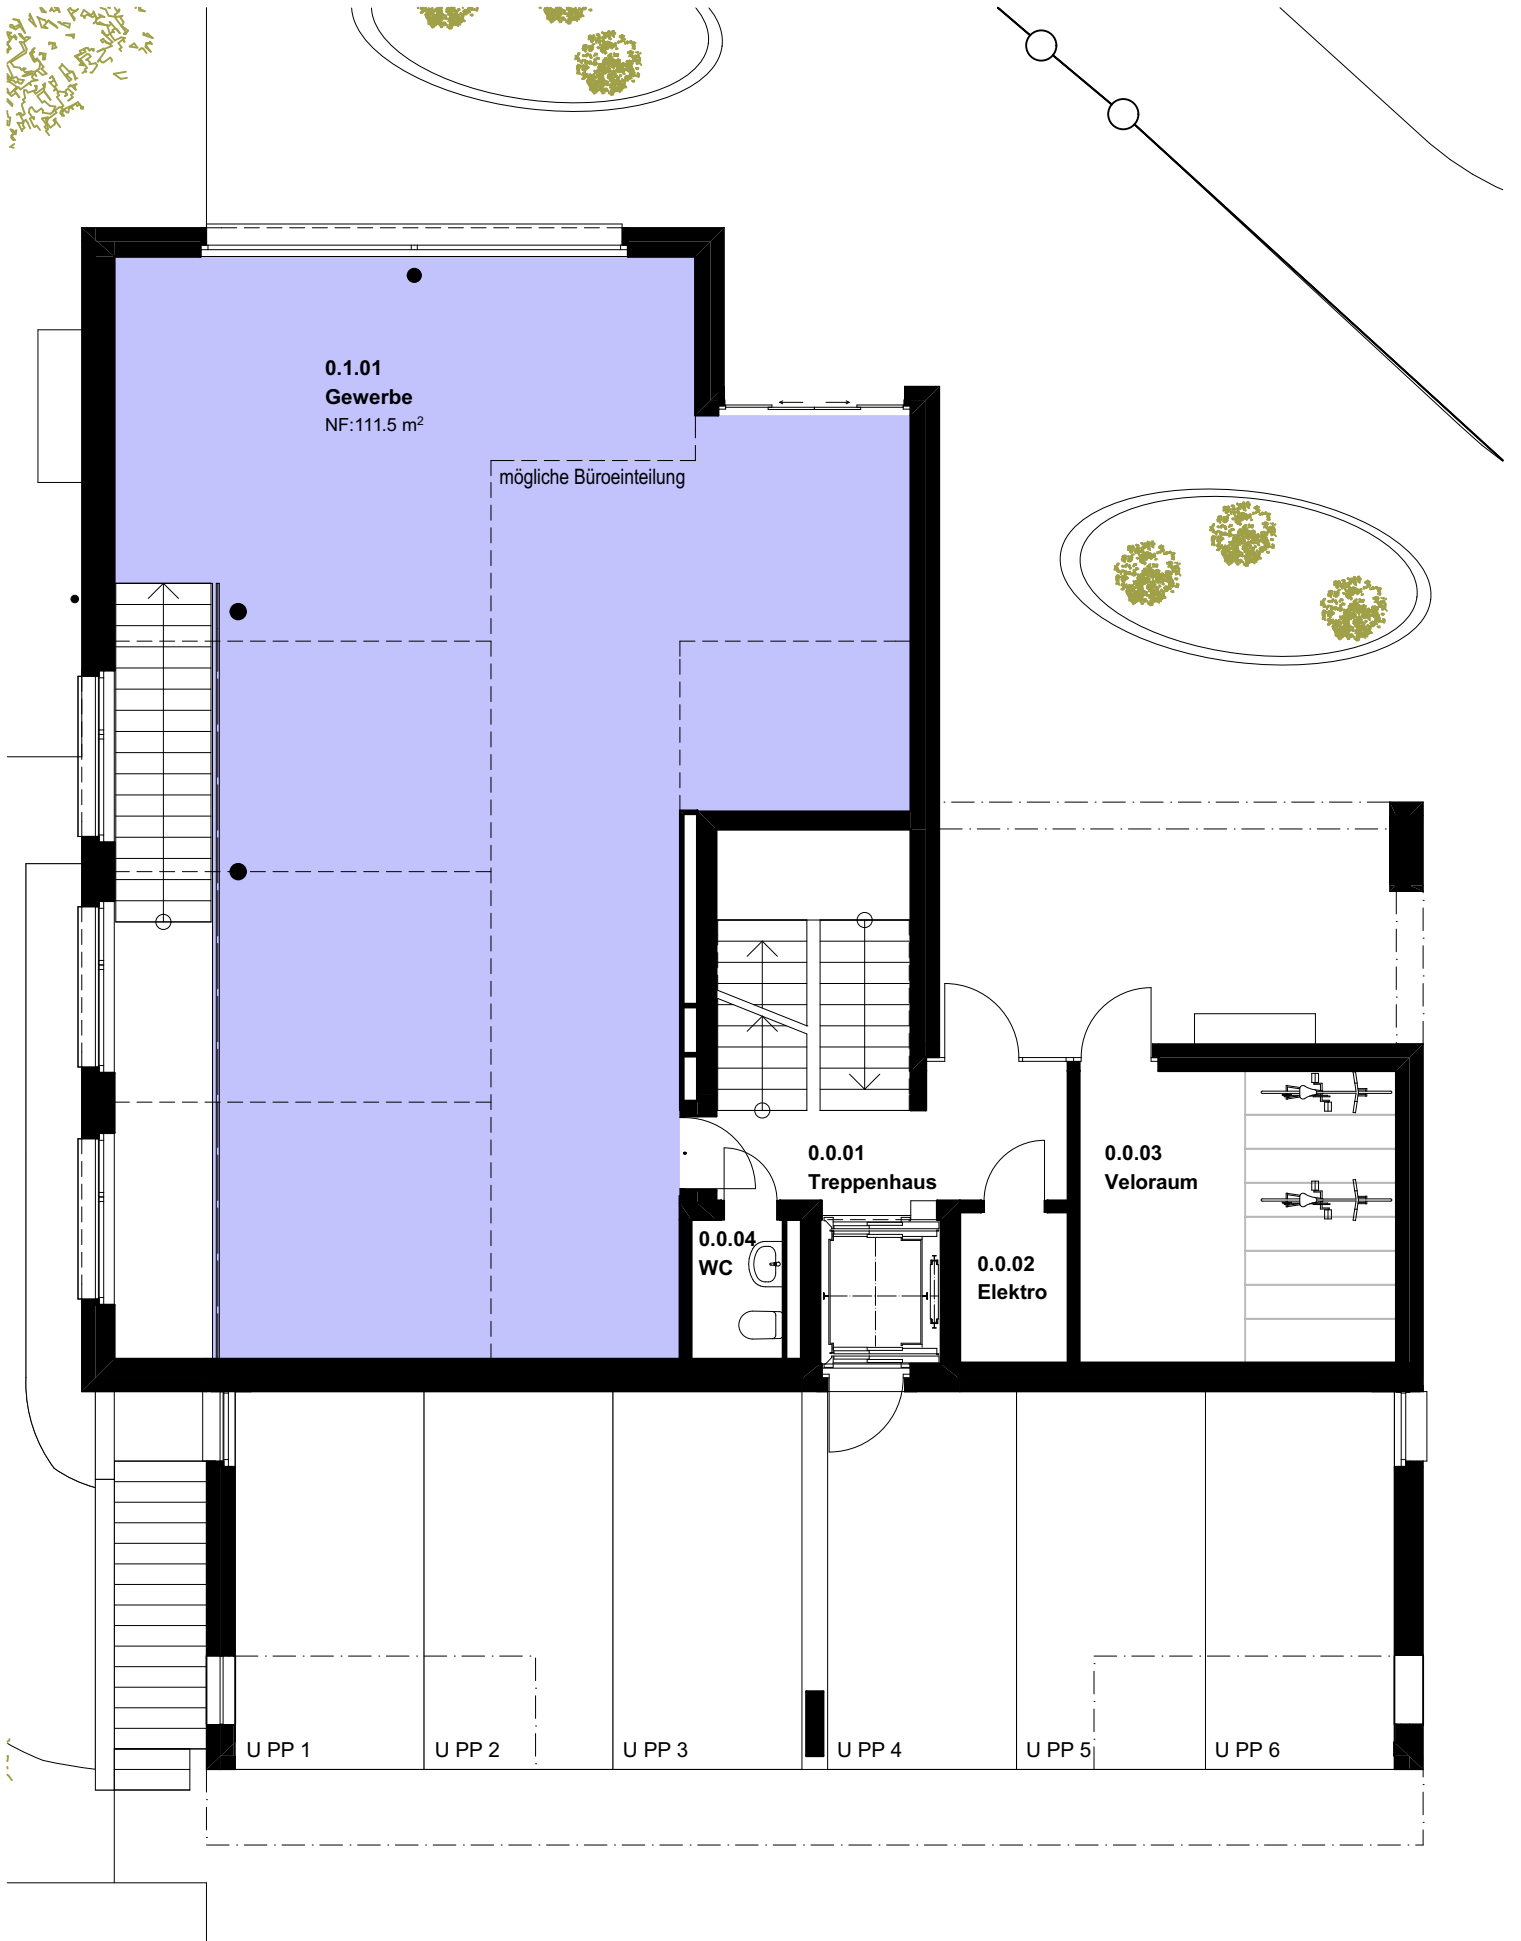 0.1.01
Gewerbe
NF:111.5 m²
mögliche Büroeinteilung
0.0.01
Treppenhaus
0.0.03
Veloraum
0.0.04
WC
0.0.02
Elektro
U PP 1
U PP 2
U PP 3
U PP 4
U PP 5
U PP 6